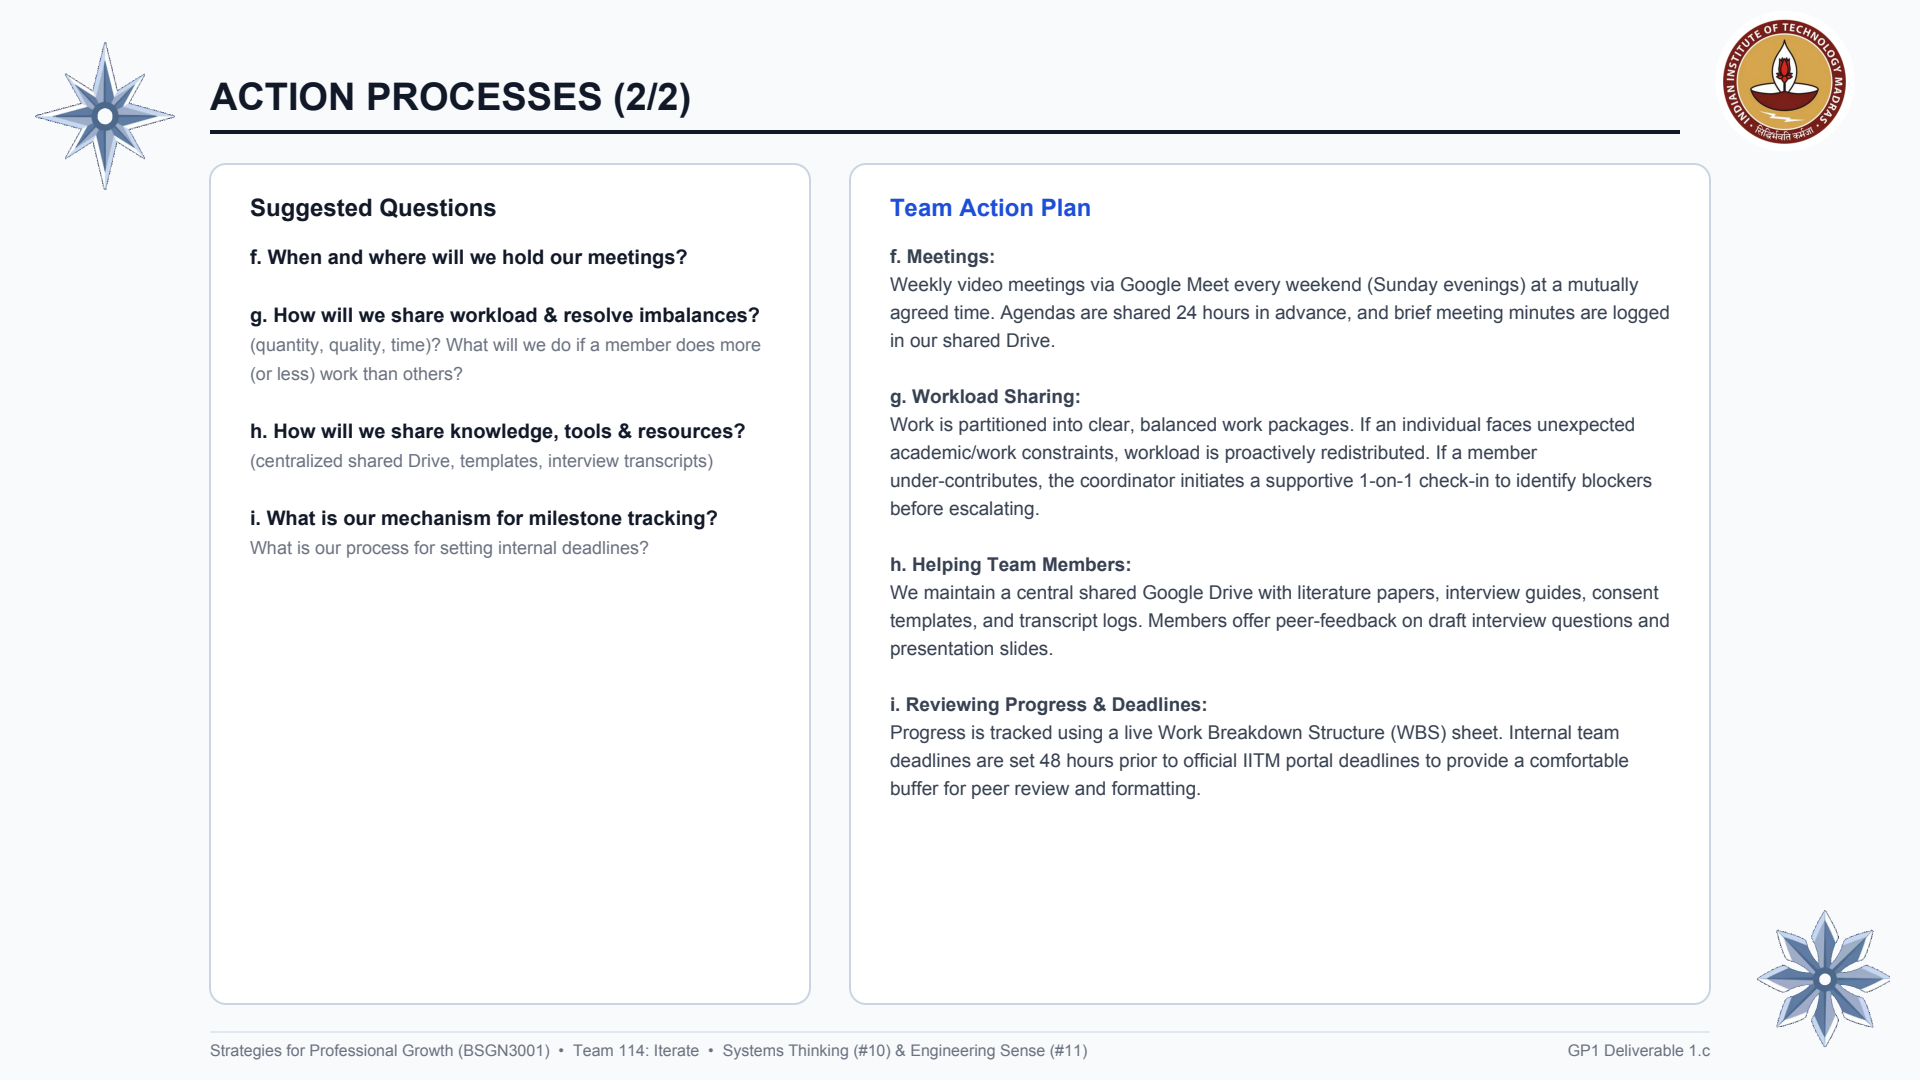 ACTION PROCESSES (2/2)
INDIAN INSTITUTE OF TECHNOLOGY MADRAS
सिद्धिर्भवति कर्मजा
Suggested Questions
f. When and where will we hold our meetings?
g. How will we share workload & resolve imbalances?
(quantity, quality, time)? What will we do if a member does more
(or less) work than others?
h. How will we share knowledge, tools & resources?
(centralized shared Drive, templates, interview transcripts)
i. What is our mechanism for milestone tracking?
What is our process for setting internal deadlines?
Team Action Plan
f. Meetings:
Weekly video meetings via Google Meet every weekend (Sunday evenings) at a mutually
agreed time. Agendas are shared 24 hours in advance, and brief meeting minutes are logged
in our shared Drive.
g. Workload Sharing:
Work is partitioned into clear, balanced work packages. If an individual faces unexpected
academic/work constraints, workload is proactively redistributed. If a member
under-contributes, the coordinator initiates a supportive 1-on-1 check-in to identify blockers
before escalating.
h. Helping Team Members:
We maintain a central shared Google Drive with literature papers, interview guides, consent
templates, and transcript logs. Members offer peer-feedback on draft interview questions and
presentation slides.
i. Reviewing Progress & Deadlines:
Progress is tracked using a live Work Breakdown Structure (WBS) sheet. Internal team
deadlines are set 48 hours prior to official IITM portal deadlines to provide a comfortable
buffer for peer review and formatting.
Strategies for Professional Growth (BSGN3001) • Team 114: Iterate • Systems Thinking (#10) & Engineering Sense (#11)
GP1 Deliverable 1.c